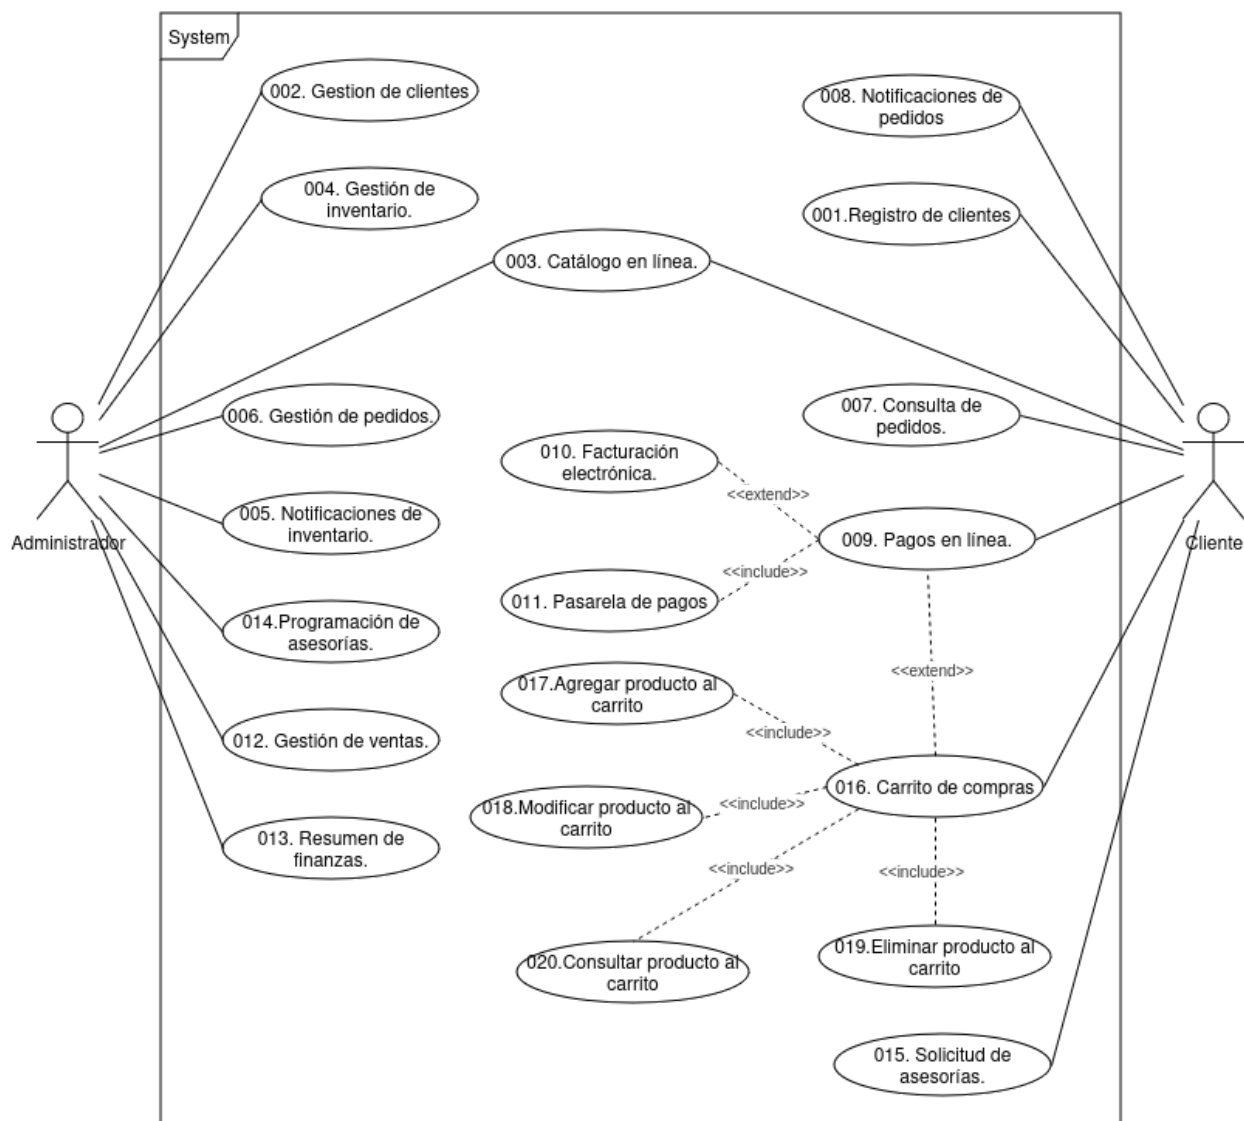 System
002. Gestion de clientes
008. Notificaciones de
pedidos
004. Gestión de
inventario.
001.Registro de clientes
003. Catálogo en línea.
006. Gestión de pedidos.
007. Consulta de
pedidos.
010. Facturación
electrónica.
<<extend>>
005. Notificaciones de
inventario.
009. Pagos en línea.
Administrador
Cliente
<<include>>
011. Pasarela de pagos
014.Programación de
asesorías.
<<extend>>
017.Agregar producto al
carrito
<<include>>
012. Gestión de ventas.
016. Carrito de compras
018.Modificar producto al
carrito
<<include>>
013. Resumen de
finanzas.
<<include>>
<<include>>
020.Consultar producto al
carrito
019.Eliminar producto al
carrito
015. Solicitud de
asesorías.